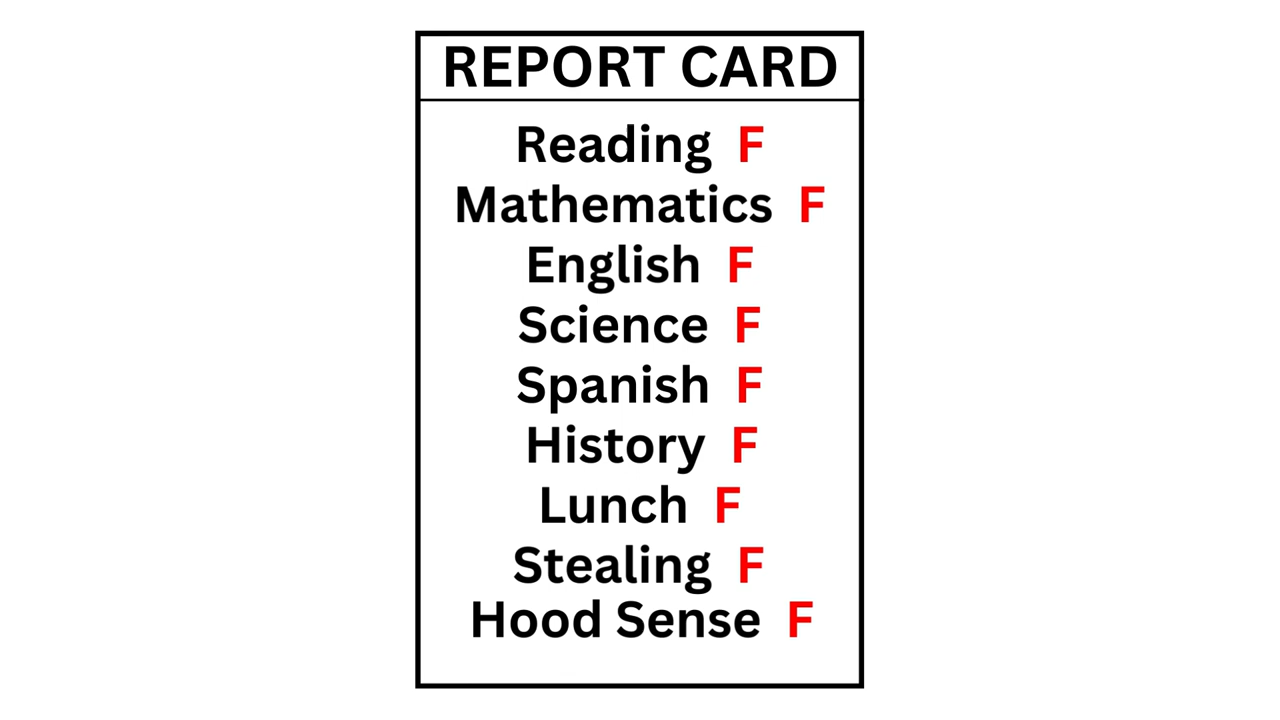 REPORT CARD
Reading F
Mathematics F
English F
Science F
Spanish F
History F
Lunch F
Stealing F
Hood Sense F